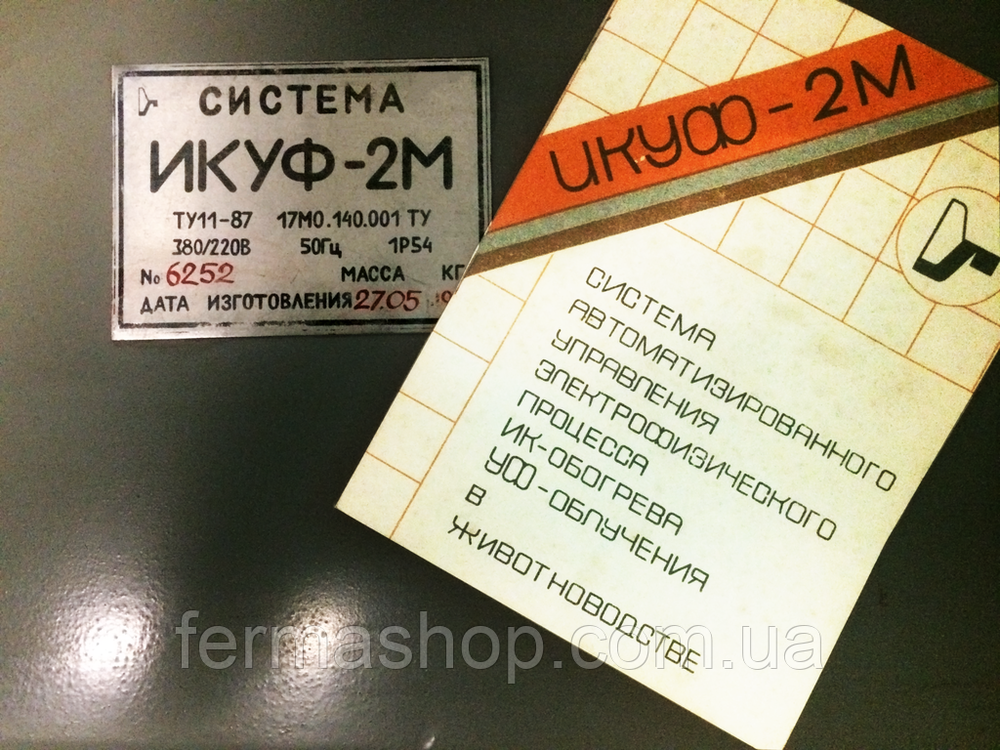 СИСТЕМА
ИКУФ-2М
ТУ11-87 17М0.140.001 ТУ
380/220В 50Гц 1Р54
№ 6252 МАССА КГ
ДАТА ИЗГОТОВЛЕНИЯ 27.05
ИКУФ-2М
СИСТЕМА
АВТОМАТИЗИРОВАННОГО
УПРАВЛЕНИЯ
ЭЛЕКТРОФИЗИЧЕСКОГО
ПРОЦЕССА
ИК-ОБОГРЕВА
УФ-ОБЛУЧЕНИЯ
В
ЖИВОТНОВОДСТВЕ
fermashop.com.ua